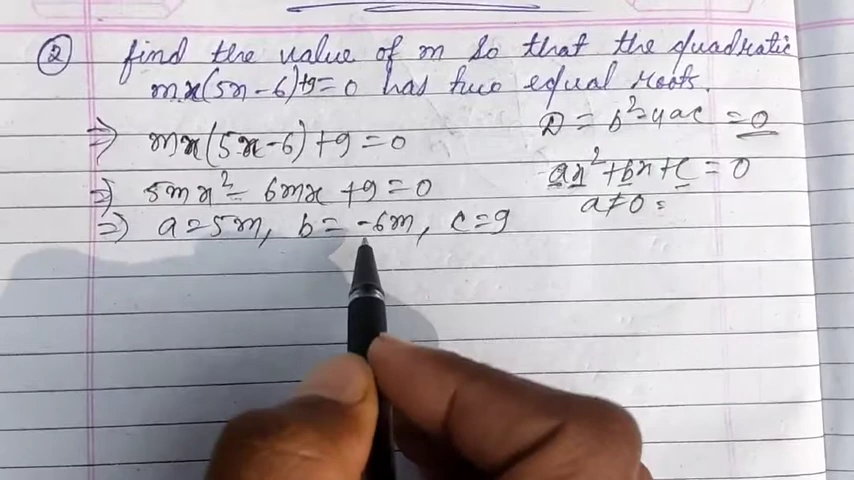 ② find the value of m so that the quadratic
mx(5x-6)+9=0 has two equal roots.
⇒ mx(5x-6)+9=0
D = b²-4ac = 0
⇒ 5mx² - 6mx +9=0
ax²+bx+c=0
a≠0 :
⇒ a=5m, b= -6m, c=9